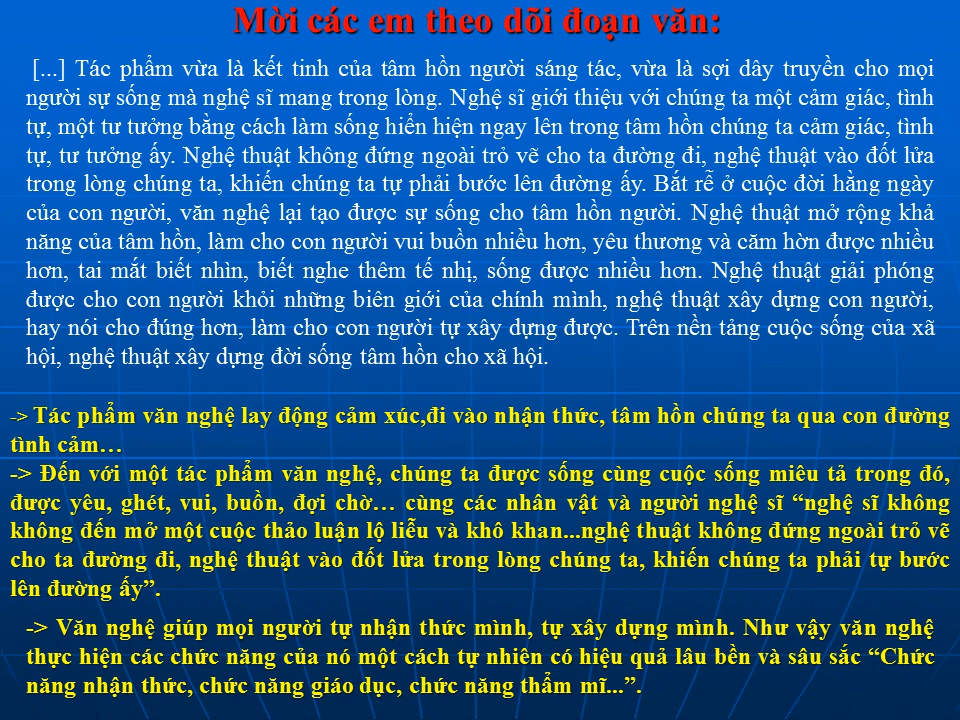 Mời các em theo dõi đoạn văn:
[...] Tác phẩm vừa là kết tinh của tâm hồn người sáng tác, vừa là sợi dây truyền cho mọi
người sự sống mà nghệ sĩ mang trong lòng. Nghệ sĩ giới thiệu với chúng ta một cảm giác, tình
tự, một tư tưởng bằng cách làm sống hiển hiện ngay lên trong tâm hồn chúng ta cảm giác, tình
tự, tư tưởng ấy. Nghệ thuật không đứng ngoài trỏ vẽ cho ta đường đi, nghệ thuật vào đốt lửa
trong lòng chúng ta, khiến chúng ta tự phải bước lên đường ấy. Bắt rễ ở cuộc đời hằng ngày
của con người, văn nghệ lại tạo được sự sống cho tâm hồn người. Nghệ thuật mở rộng khả
năng của tâm hồn, làm cho con người vui buồn nhiều hơn, yêu thương và căm hờn được nhiều
hơn, tai mắt biết nhìn, biết nghe thêm tế nhị, sống được nhiều hơn. Nghệ thuật giải phóng
được cho con người khỏi những biên giới của chính mình, nghệ thuật xây dựng con người,
hay nói cho đúng hơn, làm cho con người tự xây dựng được. Trên nền tảng cuộc sống của xã
hội, nghệ thuật xây dựng đời sống tâm hồn cho xã hội.
-> Tác phẩm văn nghệ lay động cảm xúc,đi vào nhận thức, tâm hồn chúng ta qua con đường
tình cảm…
-> Đến với một tác phẩm văn nghệ, chúng ta được sống cùng cuộc sống miêu tả trong đó,
được yêu, ghét, vui, buồn, đợi chờ… cùng các nhân vật và người nghệ sĩ “nghệ sĩ không
không đến mở một cuộc thảo luận lộ liễu và khô khan...nghệ thuật không đứng ngoài trỏ vẽ
cho ta đường đi, nghệ thuật vào đốt lửa trong lòng chúng ta, khiến chúng ta phải tự bước
lên đường ấy”.
-> Văn nghệ giúp mọi người tự nhận thức mình, tự xây dựng mình. Như vậy văn nghệ
thực hiện các chức năng của nó một cách tự nhiên có hiệu quả lâu bền và sâu sắc “Chức
năng nhận thức, chức năng giáo dục, chức năng thẩm mĩ...”.